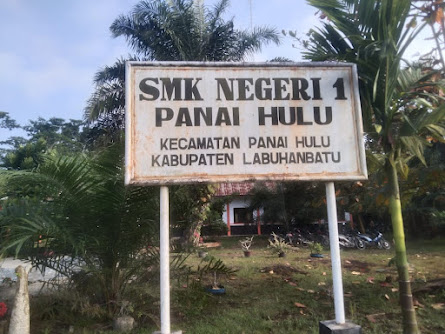 SMK NEGERI 1
PANAI HULU
KECAMATAN PANAI HULU
KABUPATEN LABUHANBATU